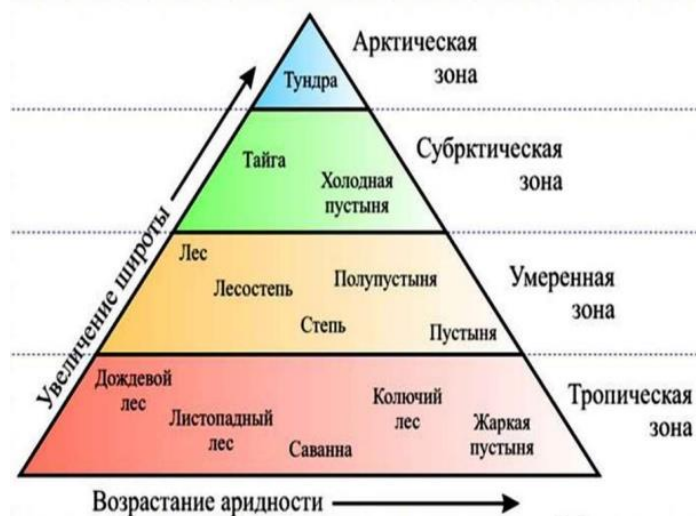 Арктическая
зона
Тундра
Субрктическая
зона
Тайга
Холодная
пустыня
Увеличение широты
Умеренная
зона
Лес
Лесостепь
Полупустыня
Степь
Пустыня
Тропическая
зона
Дождевой
лес
Листопадный
лес
Саванна
Колючий
лес
Жаркая
пустыня
Возрастание аридности